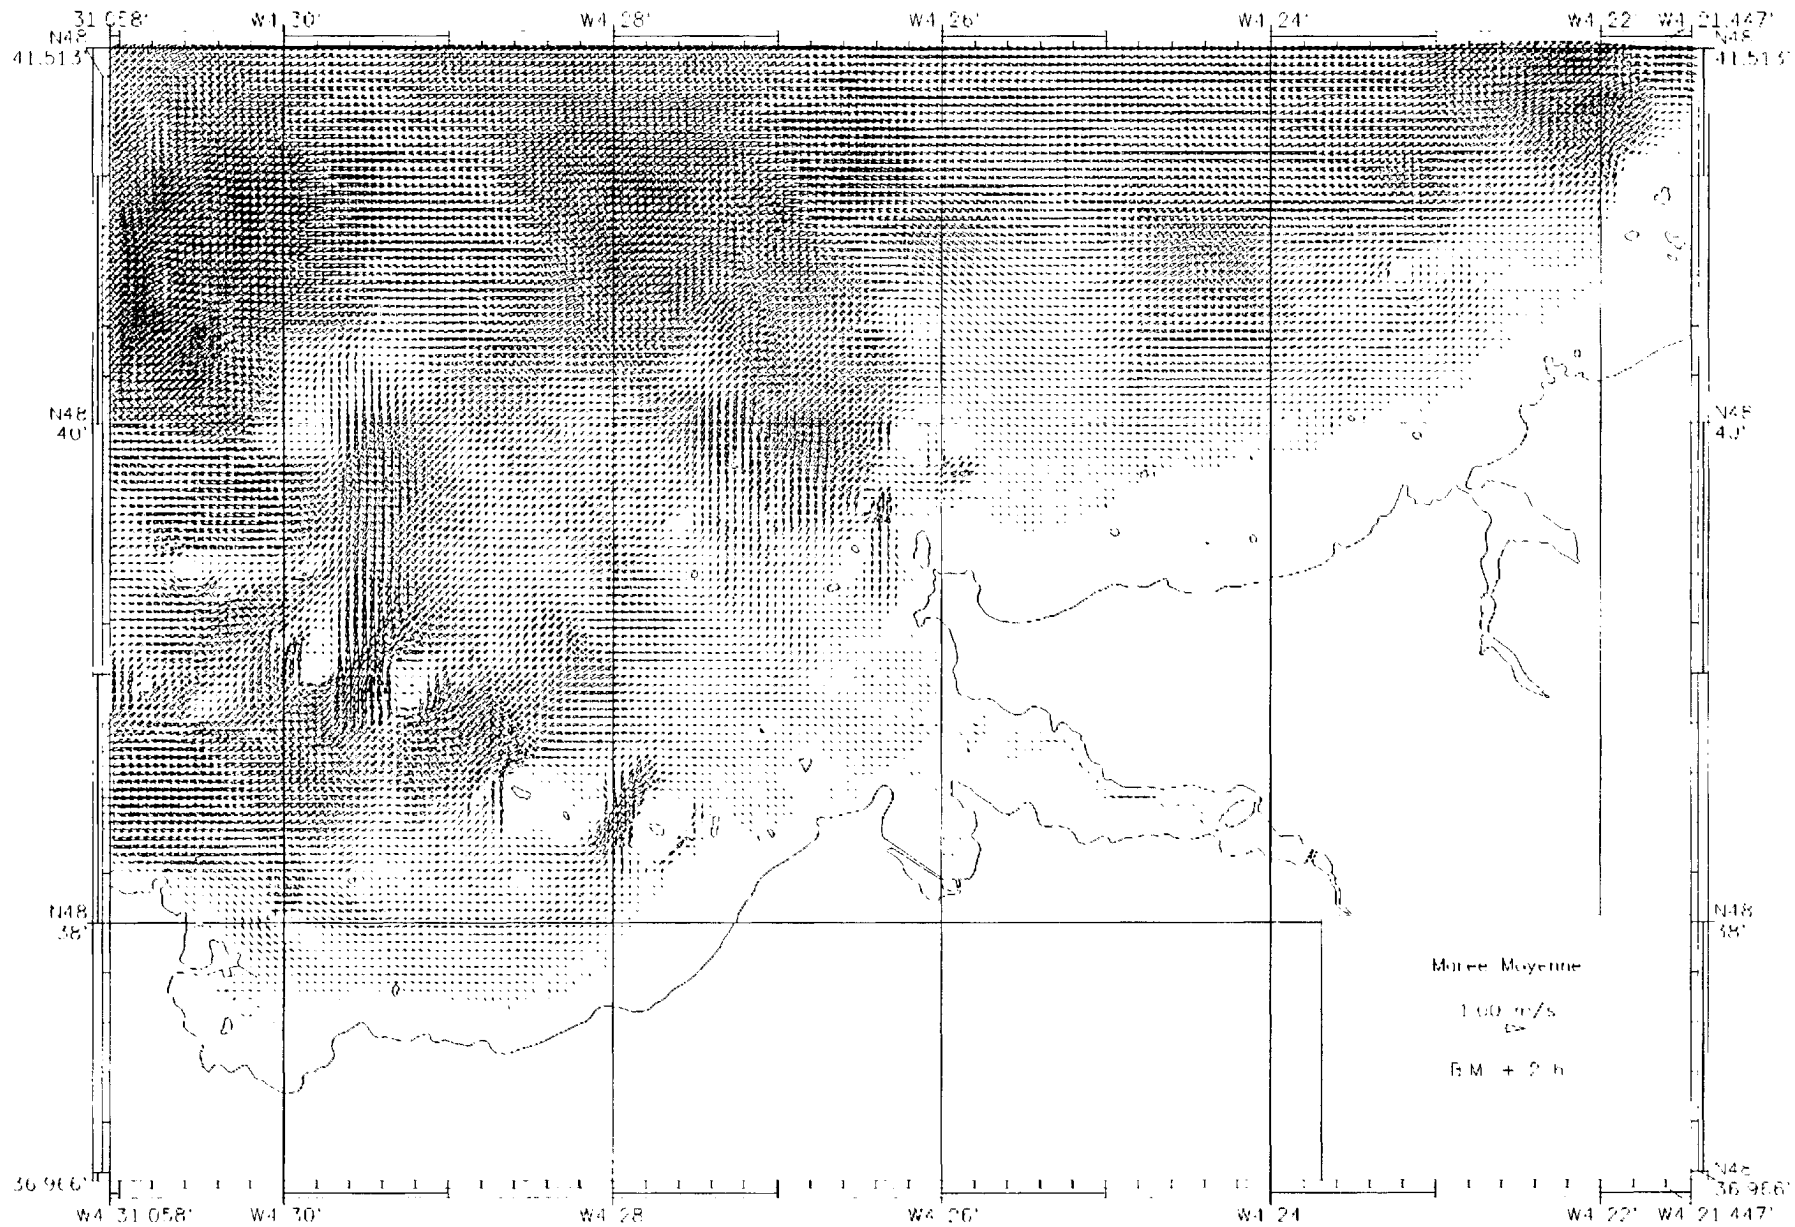 31.058' W4.30' W4.28' W4.26' W4.24' W4.22' W4.21.447'
N48 N48
41.513' 41.513'
N48 N48
40' 40'
N48 N48
38' 38'
Maree Moyenne
1.00 m/s
B.M. + 2 h
N48
36.966' 36.966'
W4.31.058' W4.30' W4.28' W4.26' W4.24' W4.22' W4.21.447'